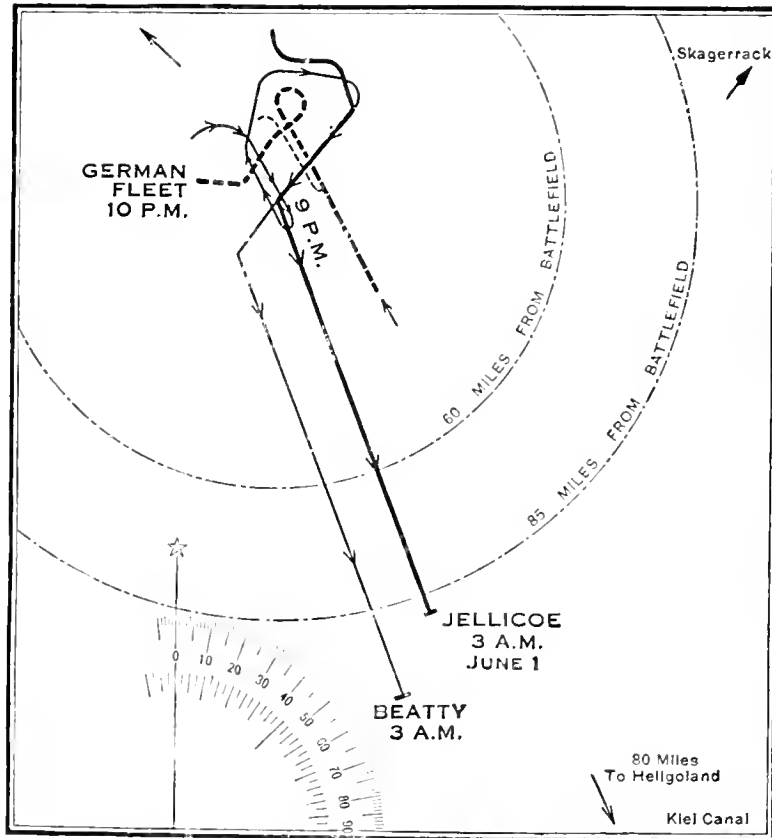 Skagerrack
GERMAN
FLEET
10 P.M.
9 P.M.
60 MILES FROM BATTLEFIELD
85 MILES FROM BATTLEFIELD
JELLICOE
3 A.M.
JUNE 1
BEATTY
3 A.M.
0 10 20 30 40 50 60 70 80 90
80 Miles
To Hellgoland
Kiel Canal